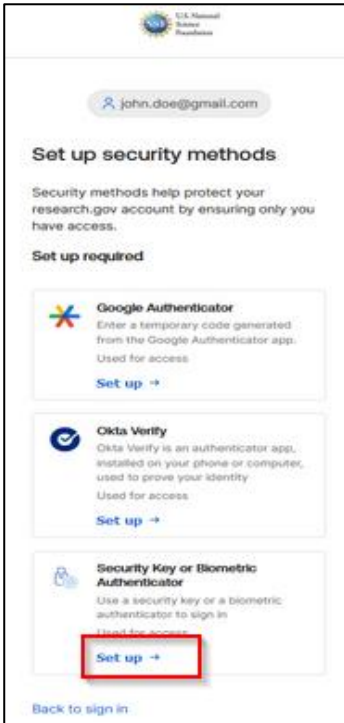 U.S. National
Science
Foundation
NSF
john.doe@gmail.com
Set up security methods
Security methods help protect your
research.gov account by ensuring only you
have access.
Set up required
Google Authenticator
Enter a temporary code generated
from the Google Authenticator app.
Used for access
Set up →
Okta Verify
Okta Verify is an authenticator app,
installed on your phone or computer,
used to prove your identity
Used for access
Set up →
Security Key or Biometric
Authenticator
Use a security key or a biometric
authenticator to sign in
Used for access
Set up →
Back to sign in